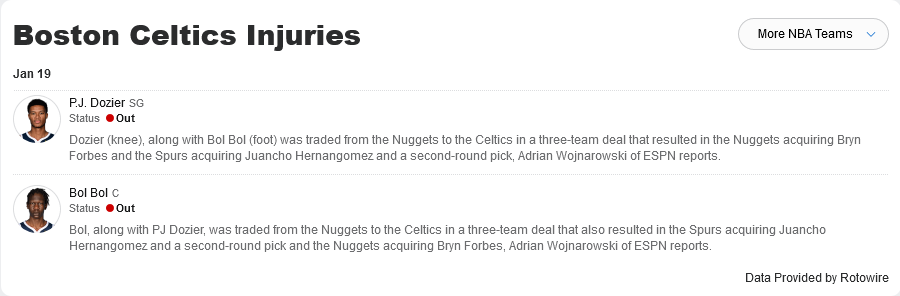 Boston Celtics Injuries
More NBA Teams
Jan 19
P.J. Dozier SG
Status Out
Dozier (knee), along with Bol Bol (foot) was traded from the Nuggets to the Celtics in a three-team deal that resulted in the Nuggets acquiring Bryn
Forbes and the Spurs acquiring Juancho Hernangomez and a second-round pick, Adrian Wojnarowski of ESPN reports.
Bol Bol C
Status Out
Bol, along with PJ Dozier, was traded from the Nuggets to the Celtics in a three-team deal that also resulted in the Spurs acquiring Juancho
Hernangomez and a second-round pick and the Nuggets acquiring Bryn Forbes, Adrian Wojnarowski of ESPN reports.
Data Provided by Rotowire